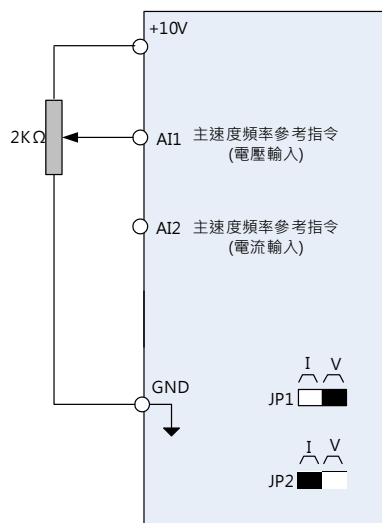 +10V
2KΩ
AI1 主速度頻率參考指令
(電壓輸入)
AI2 主速度頻率參考指令
(電流輸入)
GND
I V
JP1
I V
JP2